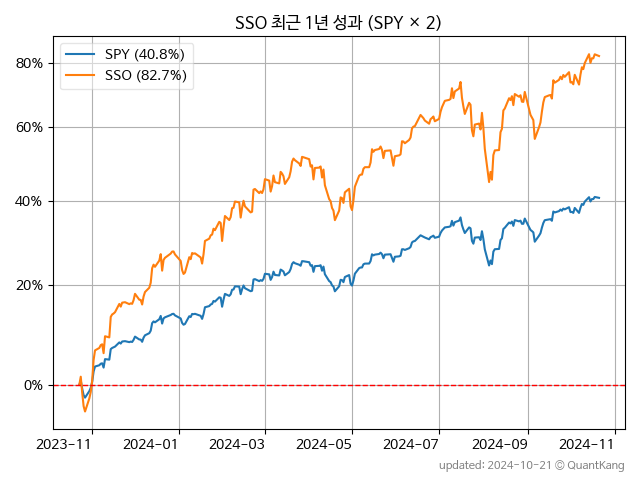 SSO 최근 1년 성과 (SPY × 2)
SPY (40.8%)
SSO (82.7%)
80%
60%
40%
20%
0%
2023-11 2024-01 2024-03 2024-05 2024-07 2024-09 2024-11
updated: 2024-10-21 © QuantKang